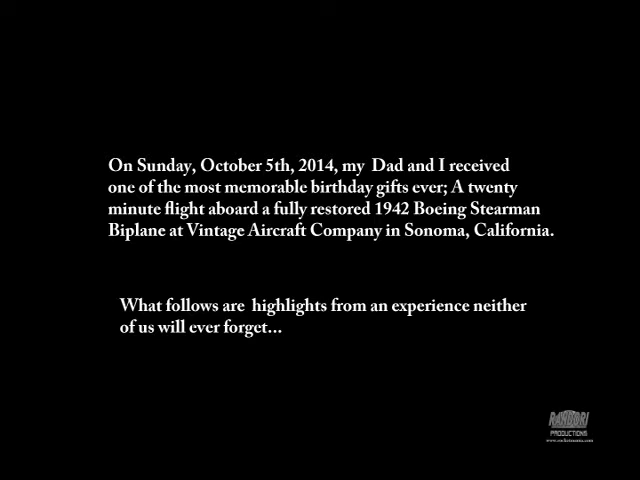 On Sunday, October 5th, 2014, my Dad and I received
one of the most memorable birthday gifts ever; A twenty
minute flight aboard a fully restored 1942 Boeing Stearman
Biplane at Vintage Aircraft Company in Sonoma, California.
What follows are highlights from an experience neither
of us will ever forget...
RANDORI
PRODUCTIONS